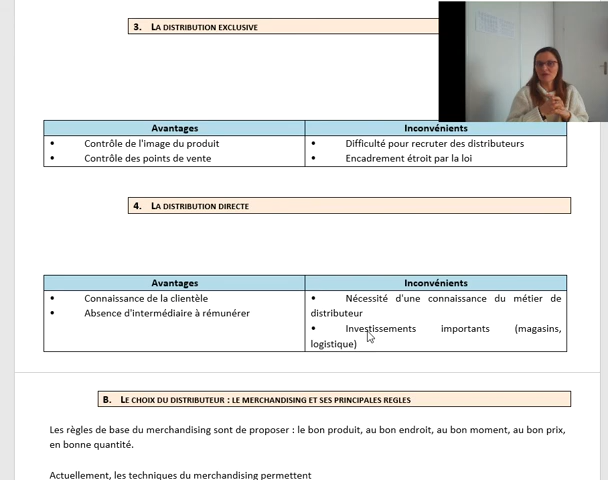 3. LA DISTRIBUTION EXCLUSIVE
Avantages
Inconvénients
• Contrôle de l'image du produit
• Contrôle des points de vente
• Difficulté pour recruter des distributeurs
• Encadrement étroit par la loi
4. LA DISTRIBUTION DIRECTE
Avantages
Inconvénients
• Connaissance de la clientèle
• Absence d'intermédiaire à rémunérer
• Nécessité d'une connaissance du métier de
distributeur
• Investissements importants (magasins,
logistique)
B. LE CHOIX DU DISTRIBUTEUR : LE MERCHANDISING ET SES PRINCIPALES REGLES
Les règles de base du merchandising sont de proposer : le bon produit, au bon endroit, au bon moment, au bon prix,
en bonne quantité.
Actuellement, les techniques du merchandising permettent